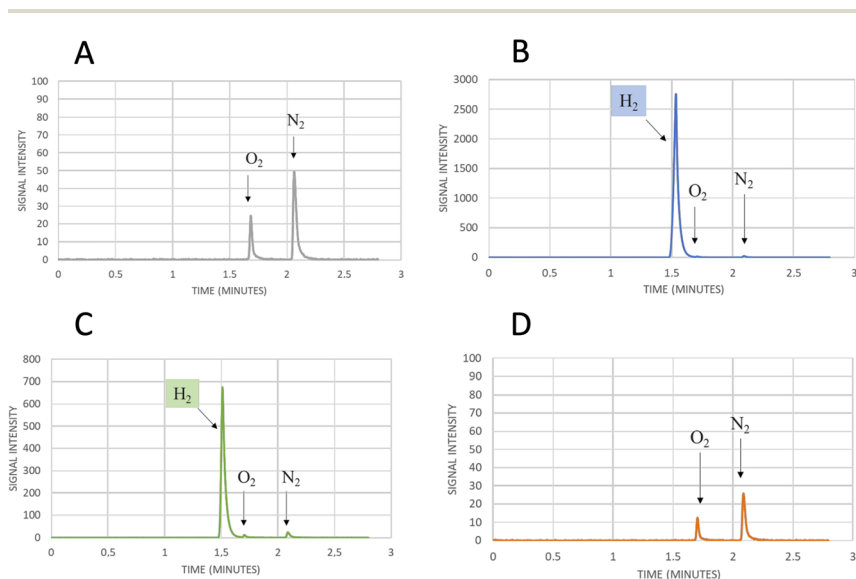 A
SIGNAL INTENSITY
100
90
80
70
60
50
40
30
20
10
0
O₂
N₂
0 0.5 1 1.5 2 2.5 3
TIME (MINUTES)
B
SIGNAL INTENSITY
3000
2500
2000
1500
1000
500
0
H₂
O₂
N₂
0 0.5 1 1.5 2 2.5 3
TIME (MINUTES)
C
SIGNAL INTENSITY
800
700
600
500
400
300
200
100
0
H₂
O₂
N₂
0 0.5 1 1.5 2 2.5 3
TIME (MINUTES)
D
SIGNAL INTENSITY
100
90
80
70
60
50
40
30
20
10
0
O₂
N₂
0 0.5 1 1.5 2 2.5 3
TIME (MINUTES)